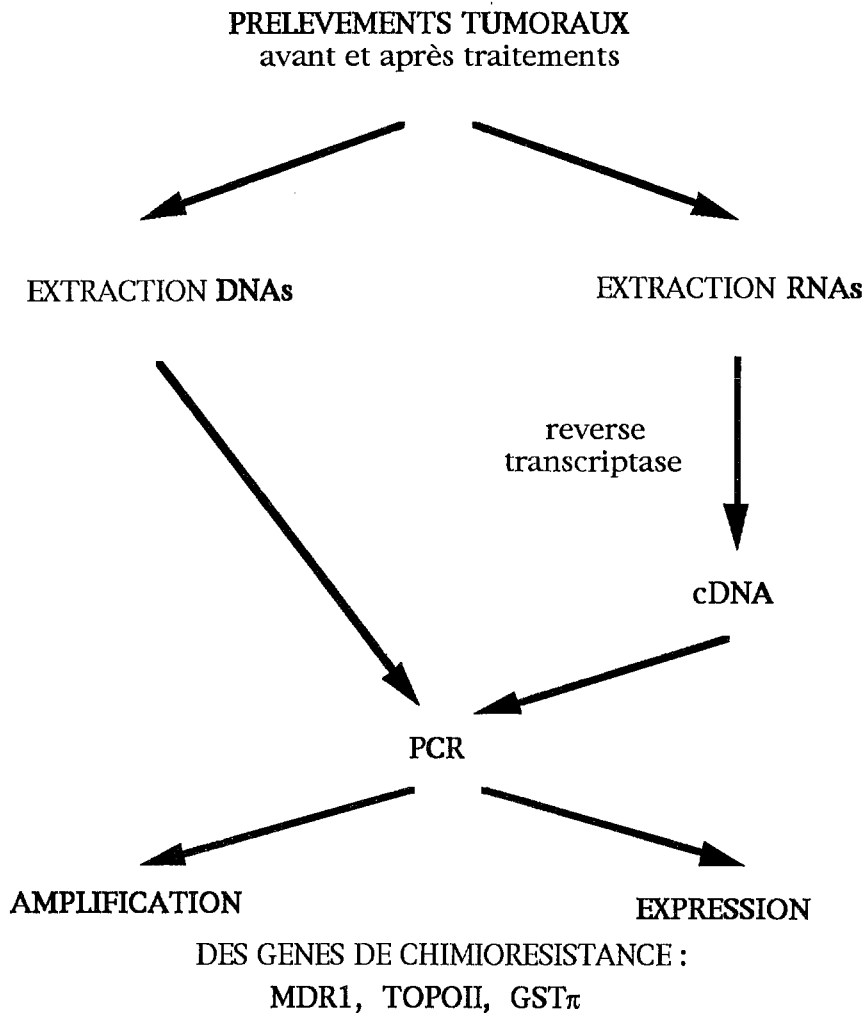 PRELEVEMENTS TUMORAUX
avant et après traitements
EXTRACTION DNAs
EXTRACTION RNAs
reverse
transcriptase
cDNA
PCR
AMPLIFICATION
EXPRESSION
DES GENES DE CHIMIORESISTANCE :
MDR1, TOPOII, GSTπ